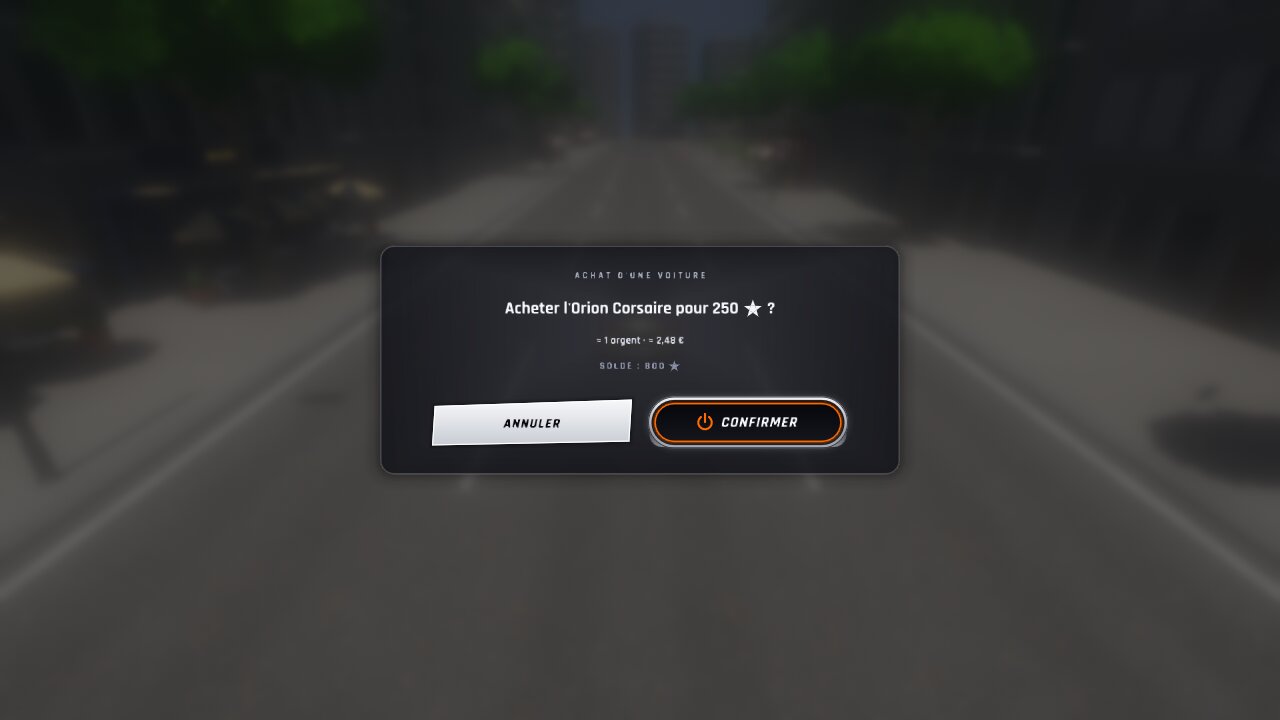 ACHAT D'UNE VOITURE
Acheter l'Orion Corsaire pour 250 ★ ?
≈ 1 argent · ≈ 2,48 €
SOLDE : 800 ★
ANNULER
CONFIRMER